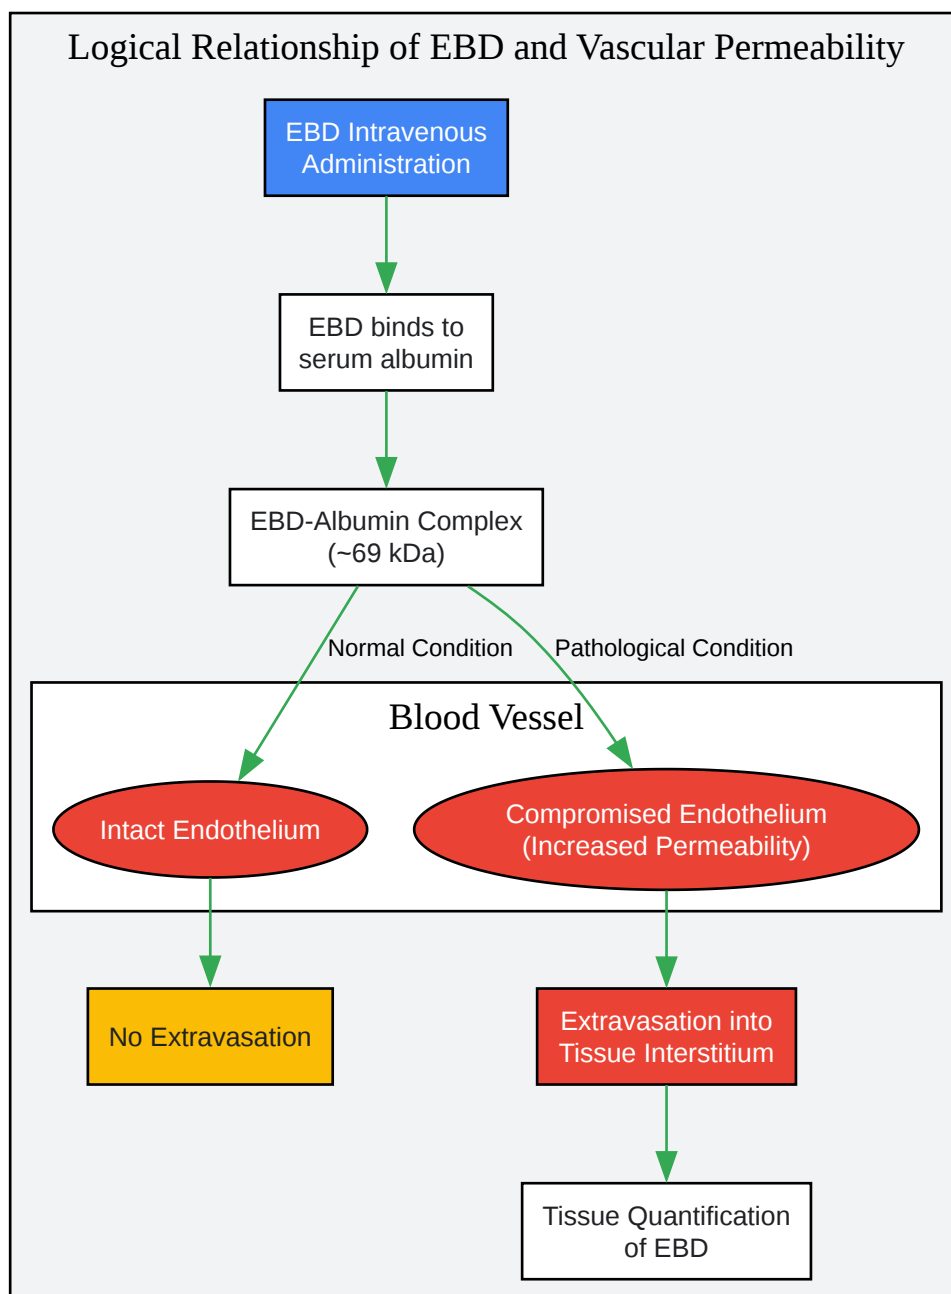 Logical Relationship of EBD and Vascular Permeability
EBD Intravenous
Administration
EBD binds to
serum albumin
EBD-Albumin Complex
(~69 kDa)
Normal Condition
Pathological Condition
Blood Vessel
Intact Endothelium
Compromised Endothelium
(Increased Permeability)
No Extravasation
Extravasation into
Tissue Interstitium
Tissue Quantification
of EBD